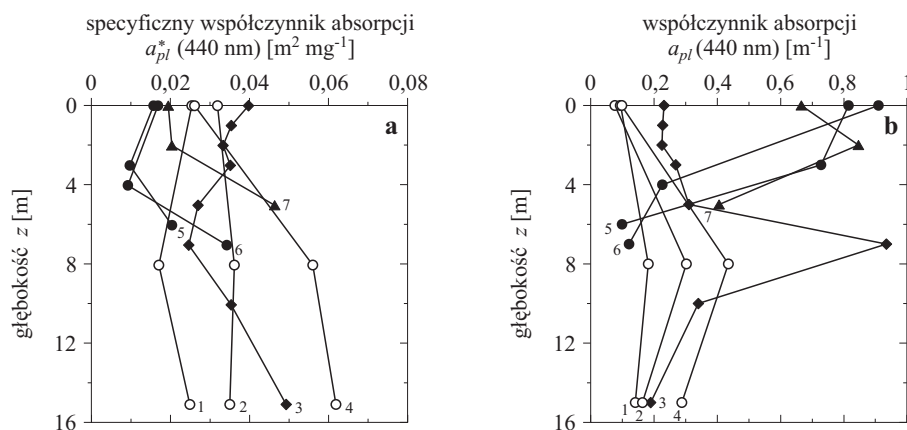 specyficzny współczynnik absorpcji
a*pl (440 nm) [m² mg⁻¹]
0 0,02 0,04 0,06 0,08
0
4
8
12
16
głębokość z [m]
a
7
5
6
1
2
3
4
współczynnik absorpcji
apl (440 nm) [m⁻¹]
0 0,2 0,4 0,6 0,8 1
0
4
8
12
16
głębokość z [m]
b
7
5
6
1
2
3
4